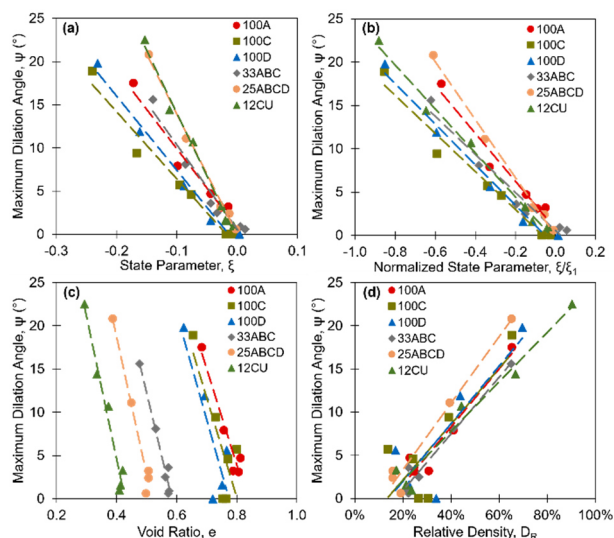 (a)
100A
100C
100D
33ABC
25ABCD
12CU
Maximum Dilation Angle, ψ (°)
25
20
15
10
5
0
-0.3 -0.2 -0.1 0.0 0.1
State Parameter, ξ
(b)
100A
100C
100D
33ABC
25ABCD
12CU
Maximum Dilation Angle, ψ (°)
25
20
15
10
5
0
-1.0 -0.8 -0.6 -0.4 -0.2 0.0 0.2
Normalized State Parameter, ξ/ξ₁
(c)
100A
100C
100D
33ABC
25ABCD
12CU
Maximum Dilation Angle, ψ (°)
25
20
15
10
5
0
0.2 0.4 0.6 0.8 1.0
Void Ratio, e
(d)
100A
100C
100D
33ABC
25ABCD
12CU
Maximum Dilation Angle, ψ (°)
25
20
15
10
5
0
0% 20% 40% 60% 80% 100%
Relative Density, D_R